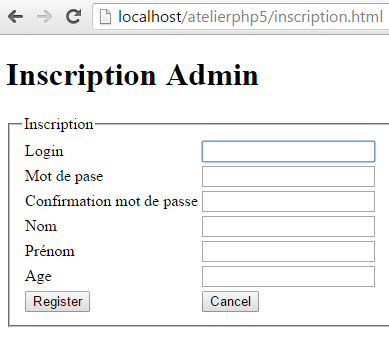 localhost/atelierphp5/inscription.html
Inscription Admin
Inscription
Login
Mot de pase
Confirmation mot de passe
Nom
Prénom
Age
Register Cancel